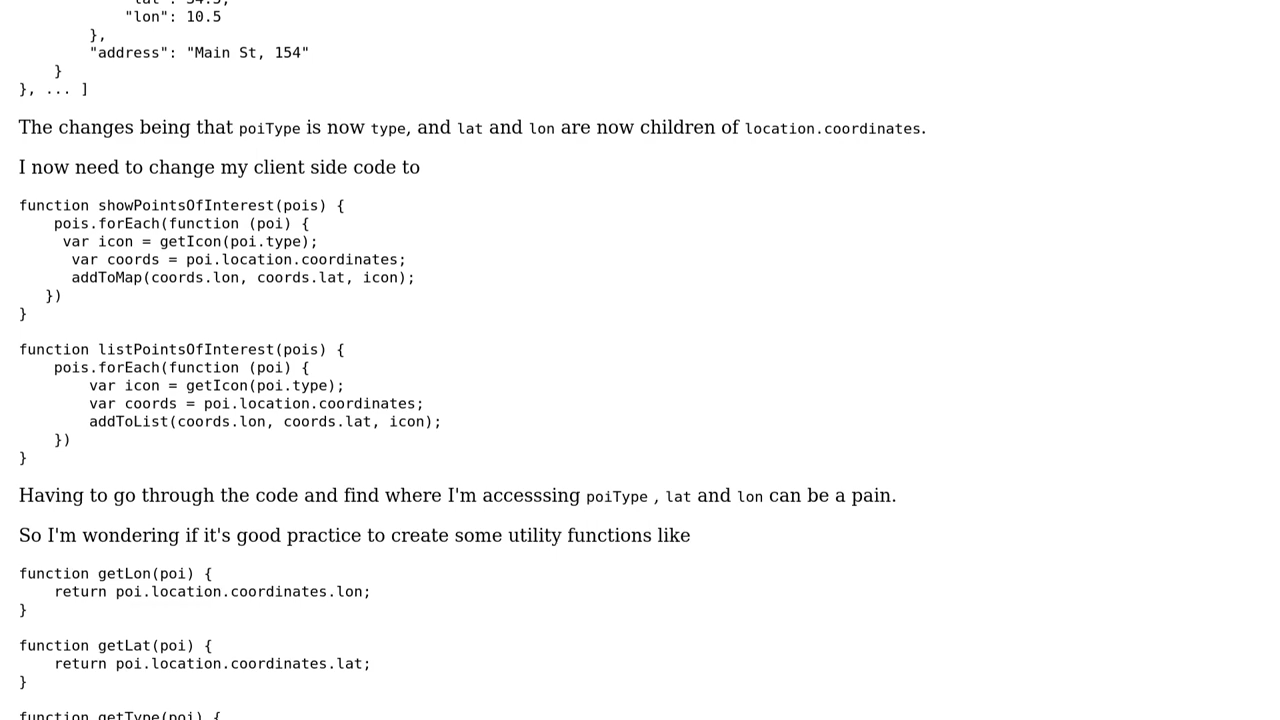 "lat": 54.5,
"lon": 10.5
},
"address": "Main St, 154"
}
}, ... ]
The changes being that poiType is now type, and lat and lon are now children of location.coordinates.
I now need to change my client side code to
function showPointsOfInterest(pois) {
pois.forEach(function (poi) {
var icon = getIcon(poi.type);
var coords = poi.location.coordinates;
addToMap(coords.lon, coords.lat, icon);
})
}
function listPointsOfInterest(pois) {
pois.forEach(function (poi) {
var icon = getIcon(poi.type);
var coords = poi.location.coordinates;
addToList(coords.lon, coords.lat, icon);
})
}
Having to go through the code and find where I'm accesssing poiType , lat and lon can be a pain.
So I'm wondering if it's good practice to create some utility functions like
function getLon(poi) {
return poi.location.coordinates.lon;
}
function getLat(poi) {
return poi.location.coordinates.lat;
}
function getType(poi) {